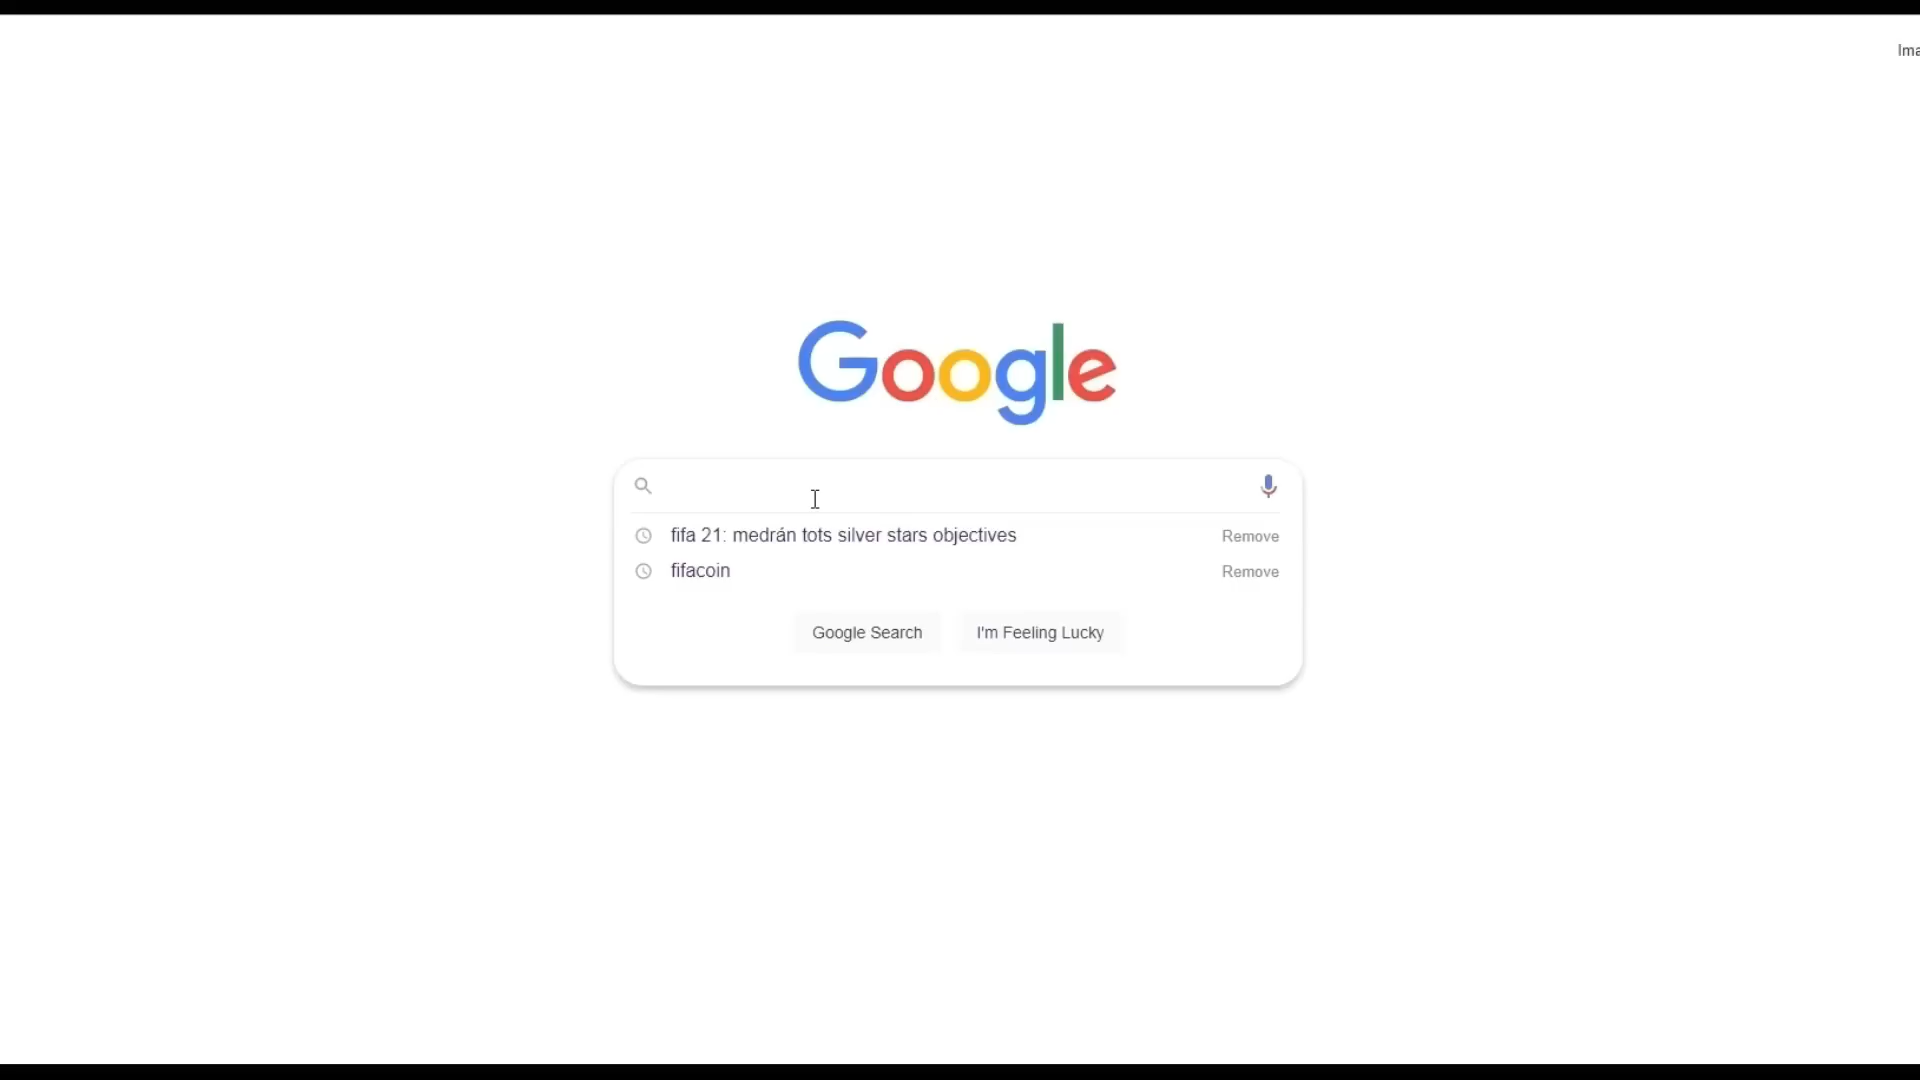 Google
fifa 21: medrán tots silver stars objectives Remove
fifacoin Remove
Google Search I'm Feeling Lucky